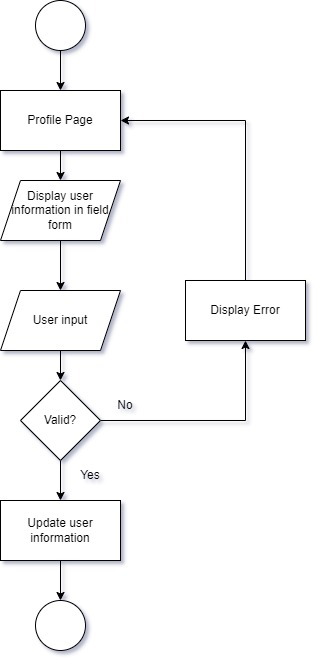 Profile Page
Display user
information in field
form
User input
Display Error
Valid?
No
Yes
Update user
information